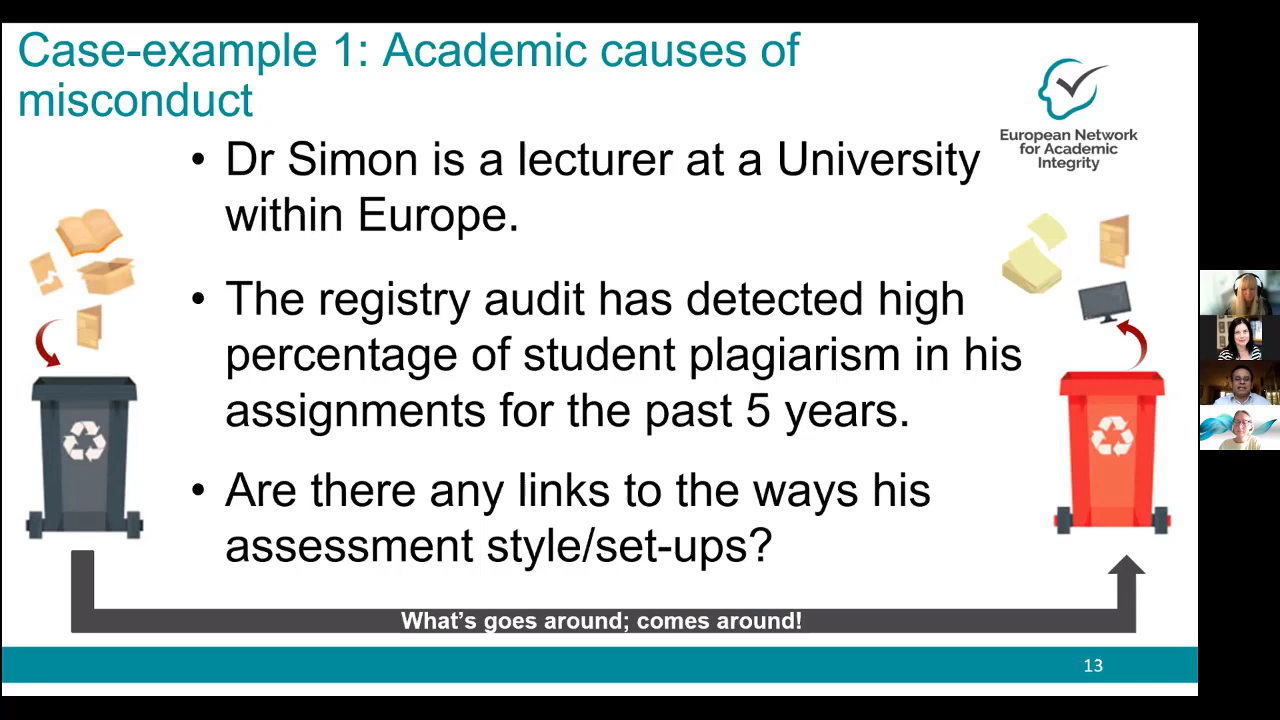 Case-example 1: Academic causes of
misconduct
European Network
for Academic
Integrity
• Dr Simon is a lecturer at a University
within Europe.
• The registry audit has detected high
percentage of student plagiarism in his
assignments for the past 5 years.
• Are there any links to the ways his
assessment style/set-ups?
What's goes around; comes around!
13